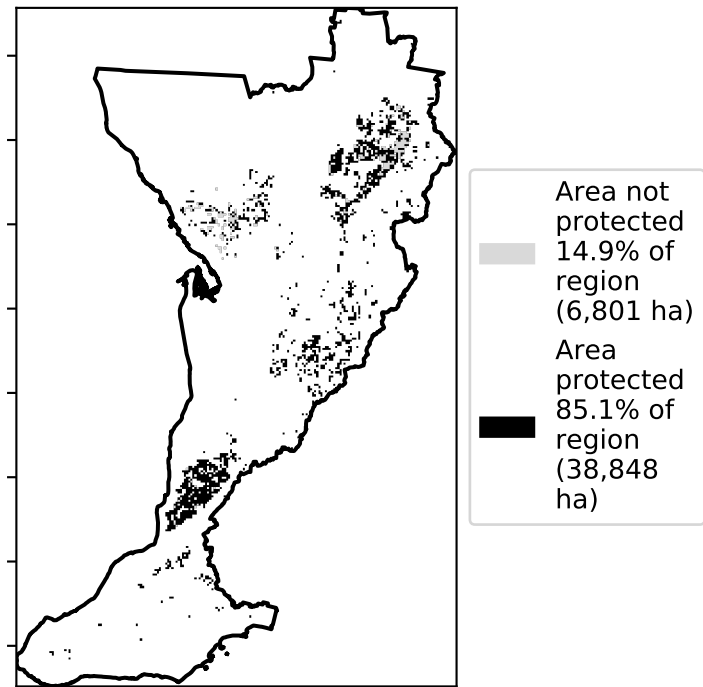 Area not
protected
14.9% of
region
(6,801 ha)
Area
protected
85.1% of
region
(38,848
ha)